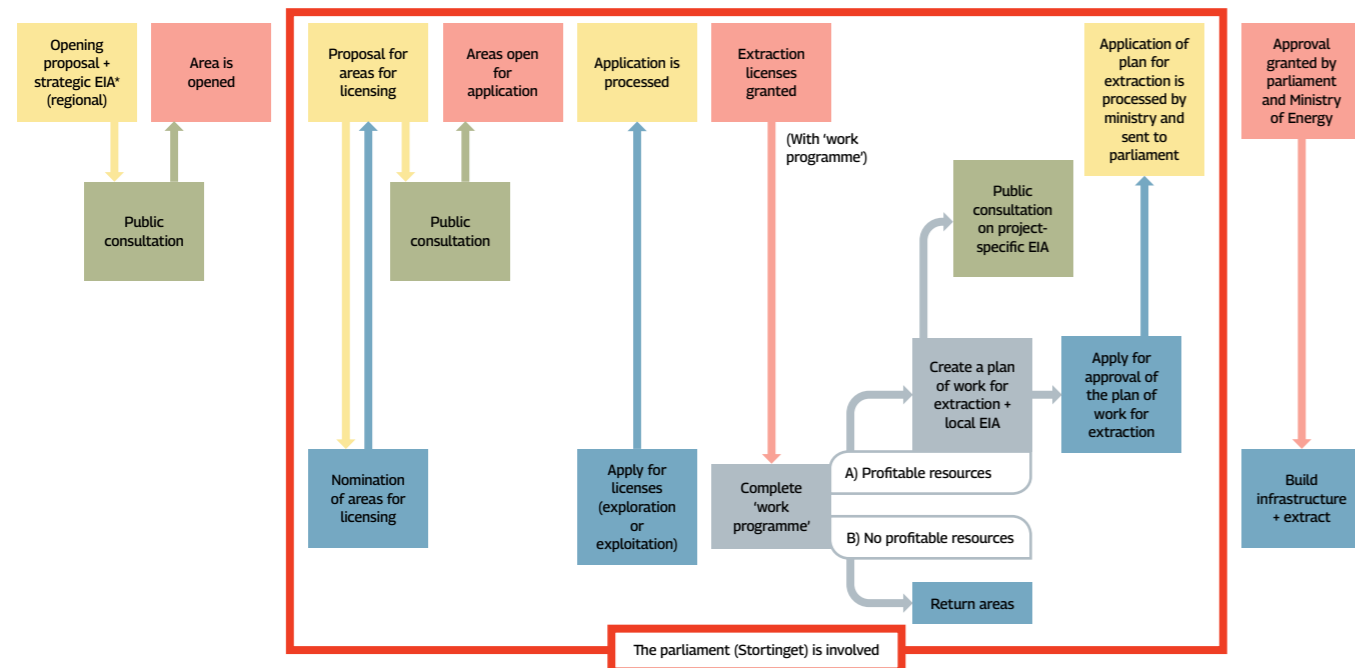 Opening
proposal +
strategic EIA*
(regional)
Area is
opened
Public
consultation
Proposal for
areas for
licensing
Areas open
for
application
Public
consultation
Nomination
of areas for
licensing
Application is
processed
Apply for
licenses
(exploration
or
exploitation)
Extraction
licenses
granted
(With ‘work
programme’)
Complete
‘work
programme’
A) Profitable resources
B) No profitable resources
Return areas
Create a plan
of work for
extraction +
local EIA
Public
consultation
on project-
specific EIA
Apply for
approval of
the plan of
work for
extraction
Application of
plan for
extraction is
processed by
ministry and
sent to
parliament
Approval
granted by
parliament
and Ministry
of Energy
Build
infrastructure
+ extract
The parliament (Stortinget) is involved